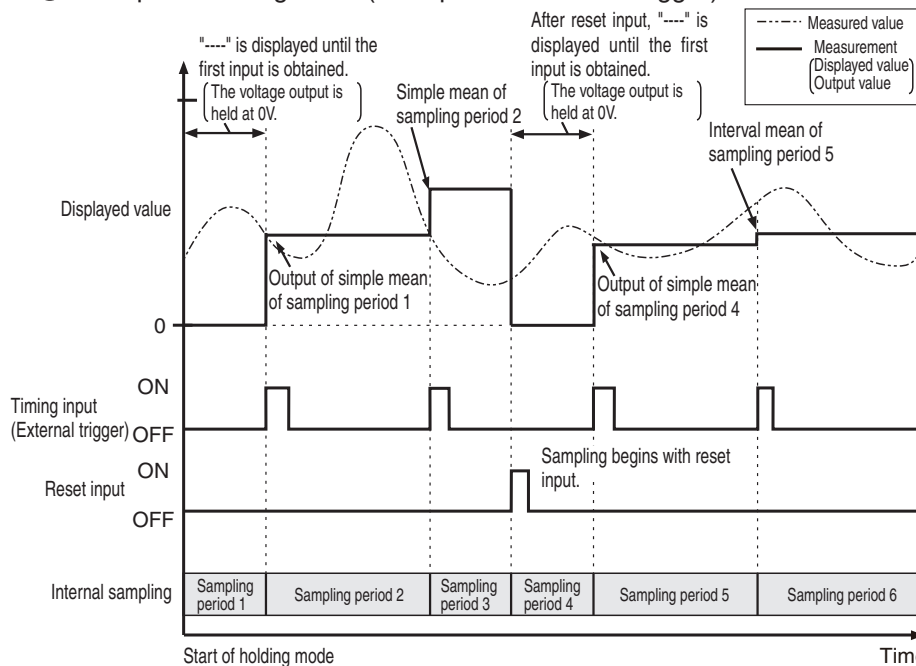 "----" is displayed until the
first input is obtained.
The voltage output is
held at 0V.
After reset input, "----" is
displayed until the first
input is obtained.
The voltage output is
held at 0V.
Measured value
Measurement
Displayed value
Output value
Simple mean of
sampling period 2
Interval mean of
sampling period 5
Displayed value
Output of simple mean
of sampling period 1
Output of simple mean
of sampling period 4
0
ON
Timing input
(External trigger)
OFF
ON
Reset input
OFF
Sampling begins with reset
input.
Internal sampling
Sampling
period 1
Sampling period 2
Sampling
period 3
Sampling
period 4
Sampling period 5
Sampling period 6
Start of holding mode
Tim